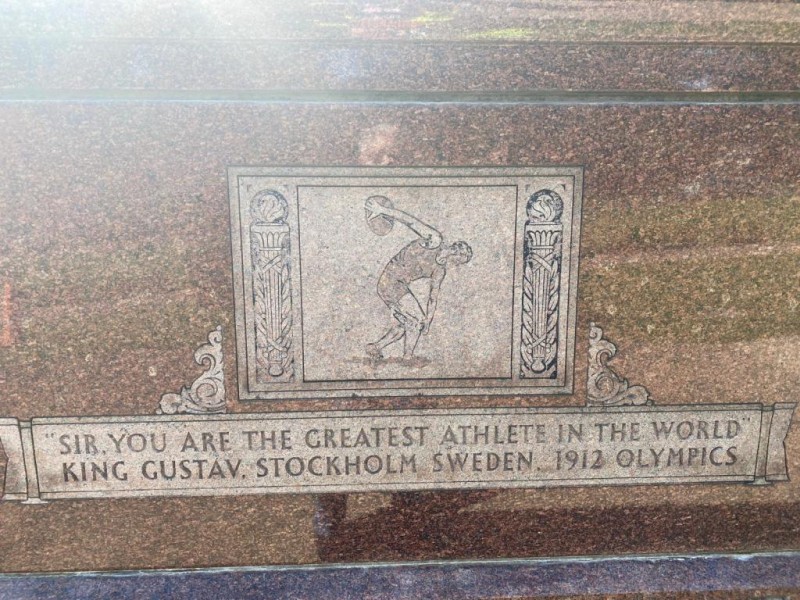 "SIR, YOU ARE THE GREATEST ATHLETE IN THE WORLD"
KING GUSTAV, STOCKHOLM SWEDEN, 1912 OLYMPICS